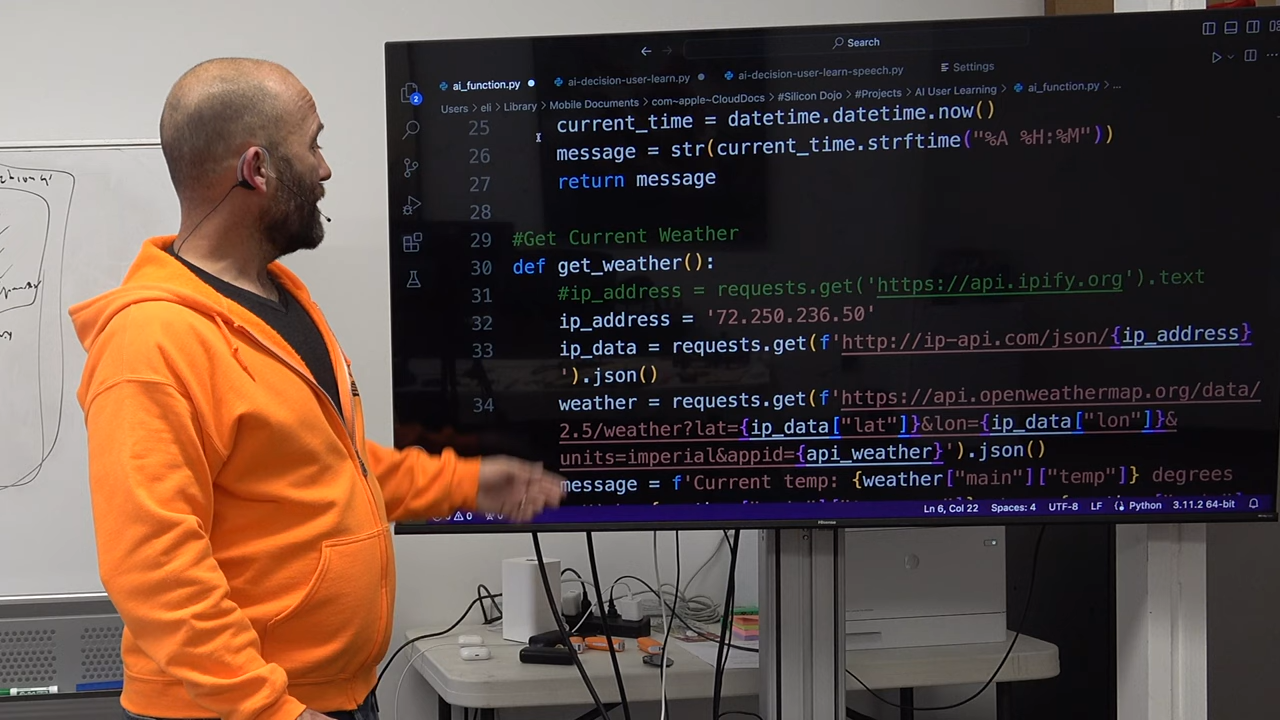 Search
ai_function.py
ai-decision-user-learn.py
ai-decision-user-learn-speech.py
Settings
Users > eli > Library > Mobile Documents > com~apple~CloudDocs > #Silicon Dojo > #Projects > AI User Learning > ai_function.py > ...
2
25 current_time = datetime.datetime.now()
26 message = str(current_time.strftime("%A %H:%M"))
27 return message
28
29 #Get Current Weather
30 def get_weather():
31 #ip_address = requests.get('https://api.ipify.org').text
32 ip_address = '72.250.236.50'
33 ip_data = requests.get(f'http://ip-api.com/json/{ip_address}
').json()
34 weather = requests.get(f'https://api.openweathermap.org/data/
2.5/weather?lat={ip_data["lat"]}&lon={ip_data["lon"]}&
units=imperial&appid={api_weather}').json()
message = f'Current temp: {weather["main"]["temp"]} degrees
Ln 6, Col 22 Spaces: 4 UTF-8 LF Python 3.11.2 64-bit
Hisense